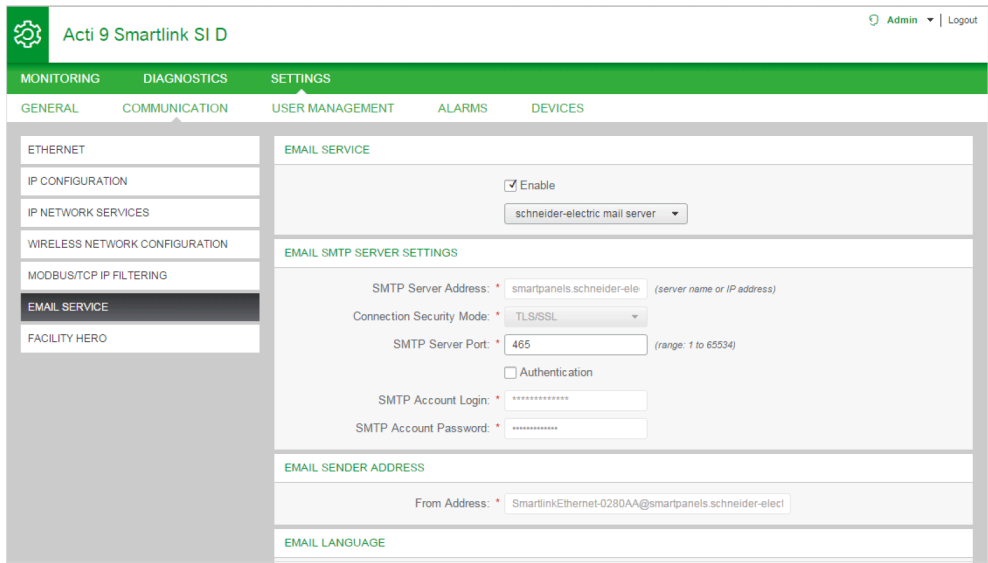 Acti 9 Smartlink SI D
Admin | Logout
MONITORING DIAGNOSTICS SETTINGS
GENERAL COMMUNICATION USER MANAGEMENT ALARMS DEVICES
ETHERNET
IP CONFIGURATION
IP NETWORK SERVICES
WIRELESS NETWORK CONFIGURATION
MODBUS/TCP IP FILTERING
EMAIL SERVICE
FACILITY HERO
EMAIL SERVICE
Enable
schneider-electric mail server
EMAIL SMTP SERVER SETTINGS
SMTP Server Address: * smartpanels.schneider-ele (server name or IP address)
Connection Security Mode: * TLS/SSL
SMTP Server Port: * 465 (range: 1 to 65534)
Authentication
SMTP Account Login: * *************
SMTP Account Password: * •••••••••••••
EMAIL SENDER ADDRESS
From Address: * SmartlinkEthernet-0280AA@smartpanels.schneider-elect
EMAIL LANGUAGE